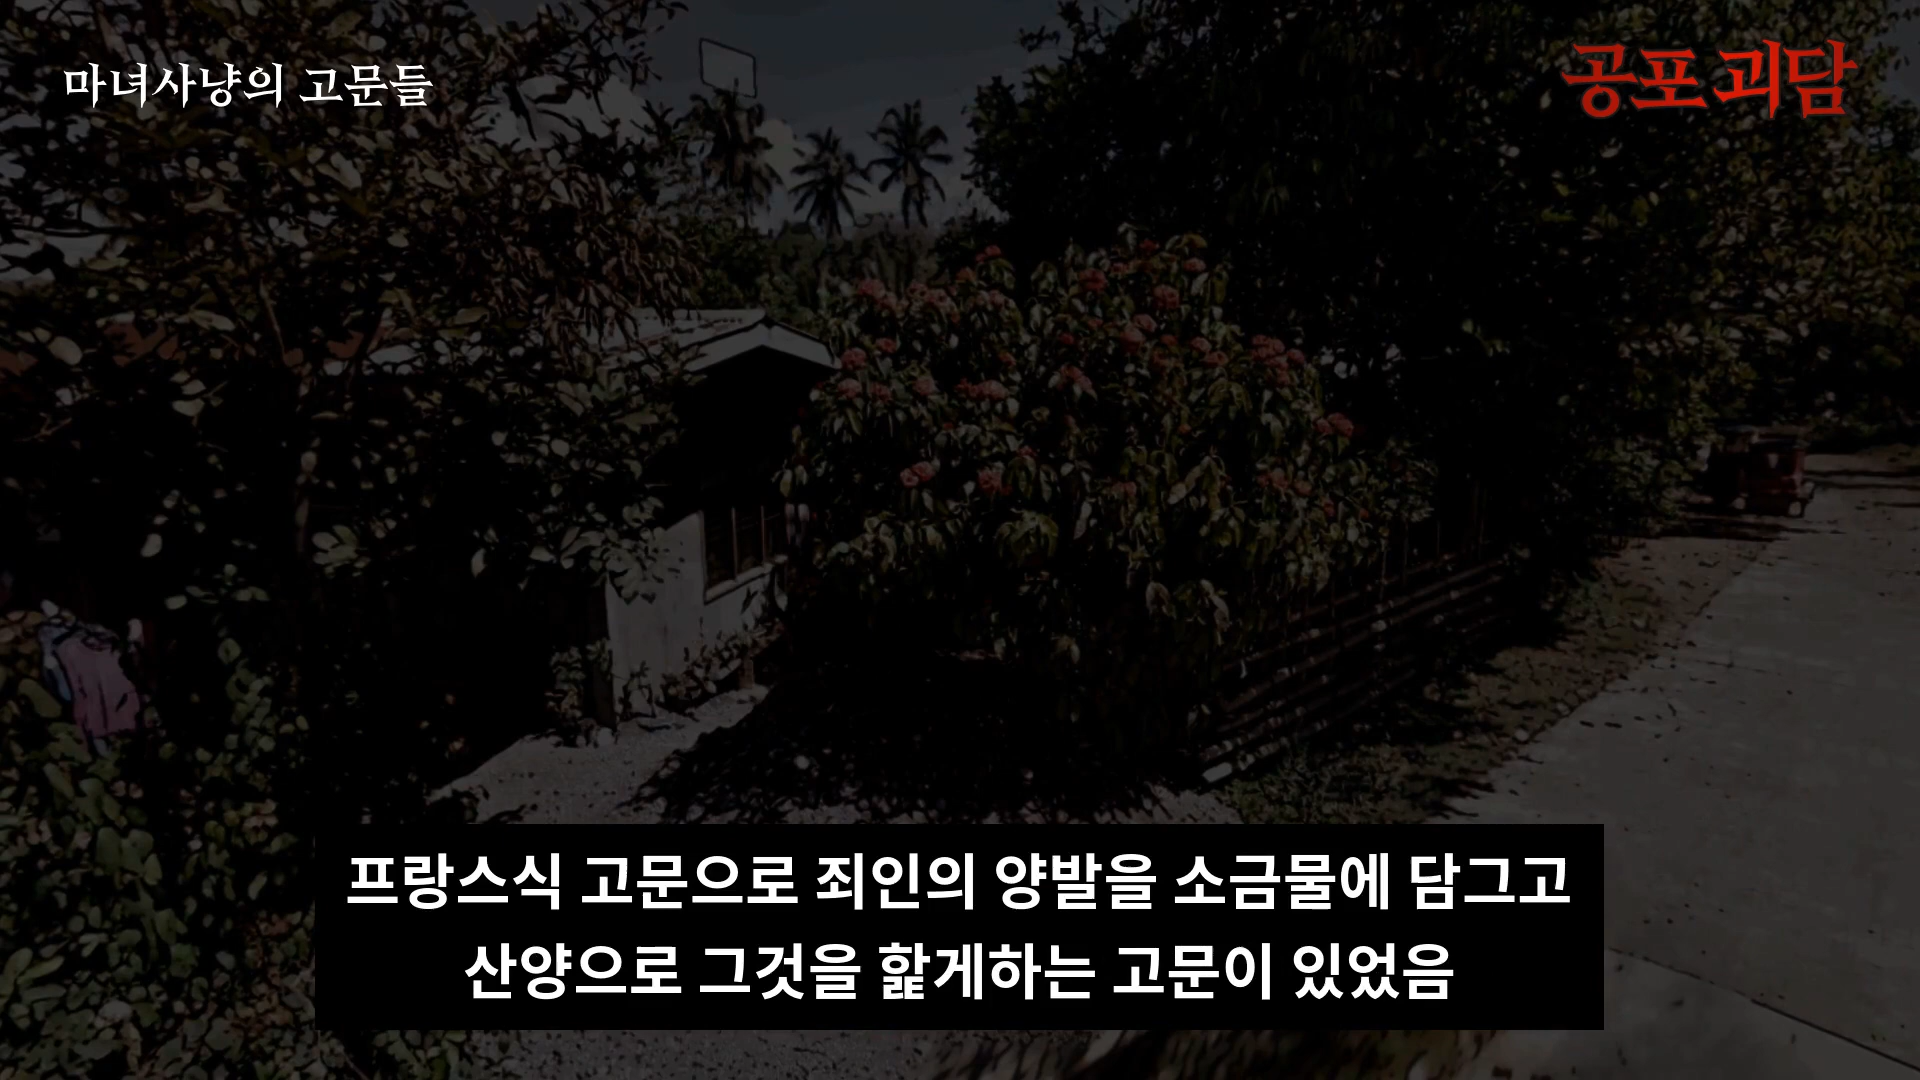 마녀사냥의 고문들
공포 괴담
프랑스식 고문으로 죄인의 양발을 소금물에 담그고
산양으로 그것을 핥게하는 고문이 있었음